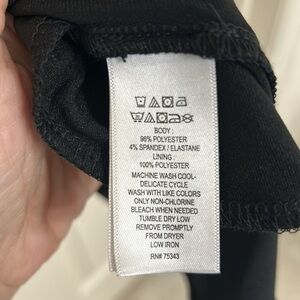 BODY:
96% POLYESTER
4% SPANDEX / ELASTANE
LINING:
100% POLYESTER
MACHINE WASH COOL-
DELICATE CYCLE
WASH WITH LIKE COLORS
ONLY NON-CHLORINE
BLEACH WHEN NEEDED
TUMBLE DRY LOW
REMOVE PROMPTLY
FROM DRYER
LOW IRON
RN# 75343